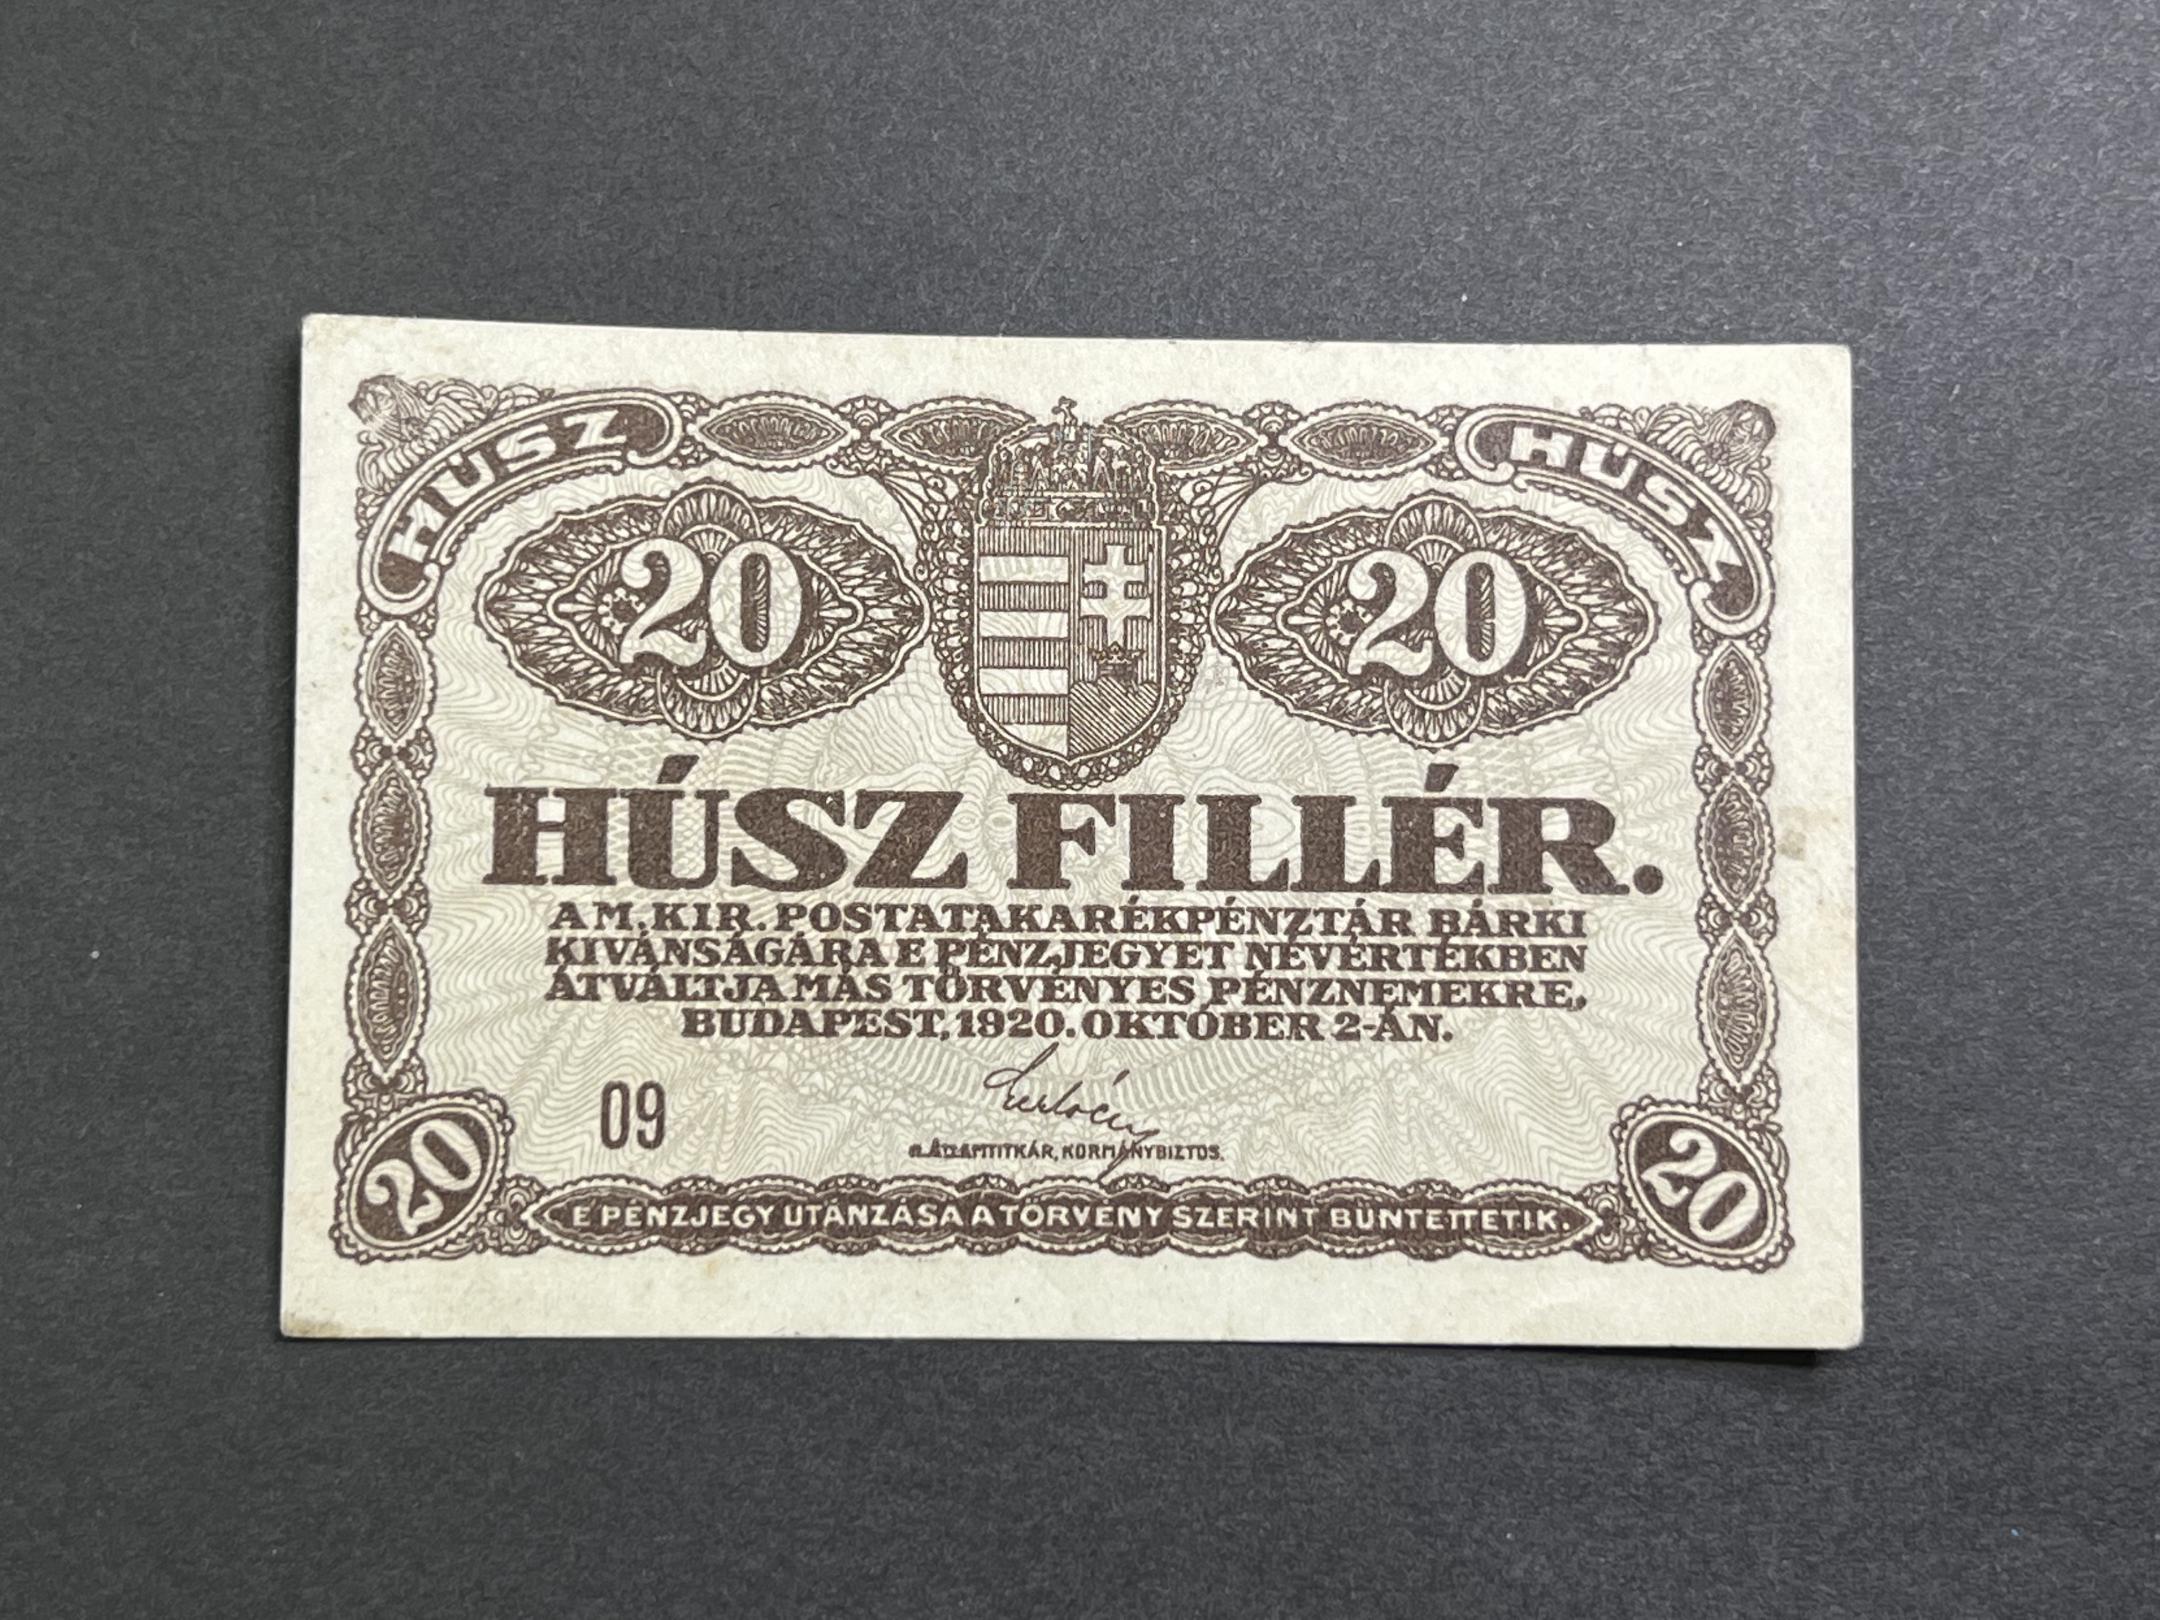 HÚSZ
HÚSZ
20
20
HÚSZ FILLÉR.
A M. KIR. POSTATAKARÉKPÉNZTÁR BÁRKI
KIVÁNSÁGÁRA E PÉNZJEGYET NÉVÉRTÉKBEN
ÁTVÁLTJA MÁS TÖRVÉNYES PÉNZNEMEKRE,
BUDAPEST, 1920. OKTÓBER 2-ÁN.
09
H. ÁLLAMTITKÁR, KORMÁNYBIZTOS.
20
20
E PÉNZJEGY UTÁNZÁSA A TÖRVÉNY SZERINT BÜNTETTETIK.